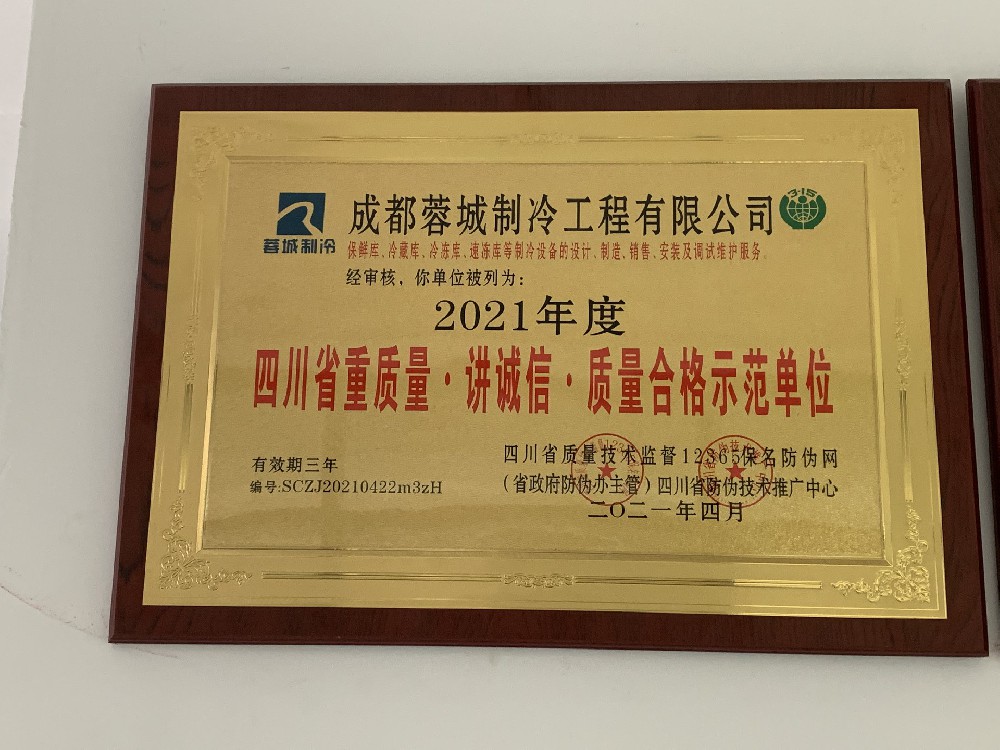 成都蓉城制冷工程有限公司
3·15
蓉城制冷
保鲜库、冷藏库、冷冻库、速冻库等制冷设备的设计、制造、销售、安装及调试维护服务。
经审核，你单位被列为：
2021年度
四川省重质量·讲诚信·质量合格示范单位
有效期三年
编号:SCZJ20210422m3zH
四川省质量技术监督12365保名防伪网
（省政府防伪办主管）四川省防伪技术推广中心
二〇二一年四月